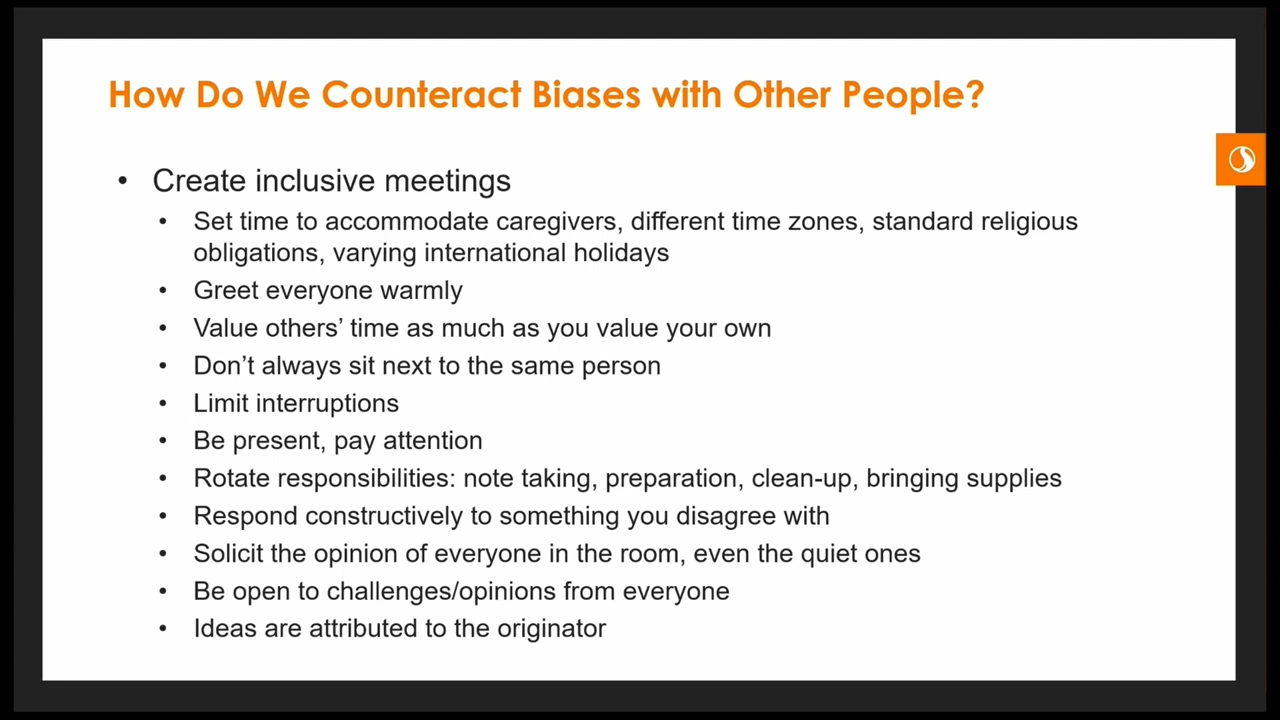 How Do We Counteract Biases with Other People?
• Create inclusive meetings
• Set time to accommodate caregivers, different time zones, standard religious
obligations, varying international holidays
• Greet everyone warmly
• Value others’ time as much as you value your own
• Don’t always sit next to the same person
• Limit interruptions
• Be present, pay attention
• Rotate responsibilities: note taking, preparation, clean-up, bringing supplies
• Respond constructively to something you disagree with
• Solicit the opinion of everyone in the room, even the quiet ones
• Be open to challenges/opinions from everyone
• Ideas are attributed to the originator